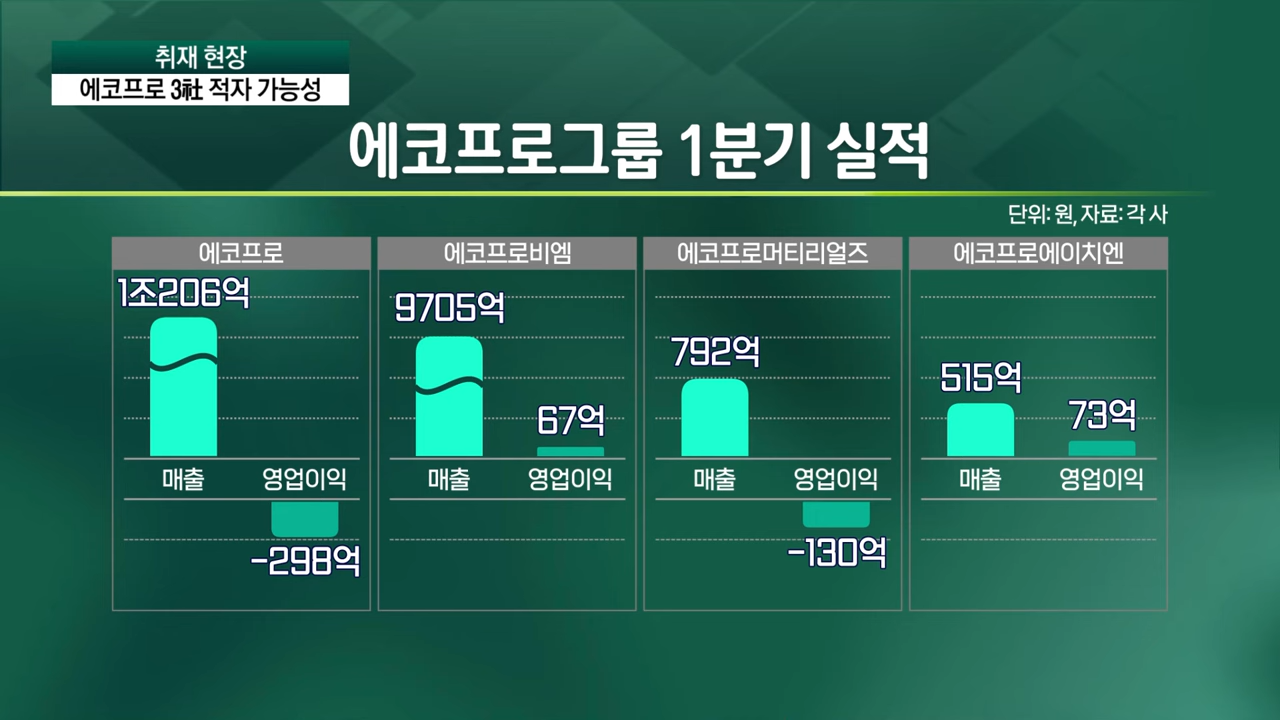 취재 현장
에코프로 3社 적자 가능성
에코프로그룹 1분기 실적
단위: 원, 자료: 각 사
에코프로
1조206억
매출
영업이익
-298억
에코프로비엠
9705억
67억
매출
영업이익
에코프로머티리얼즈
792억
매출
영업이익
-130억
에코프로에이치엔
515억
73억
매출
영업이익